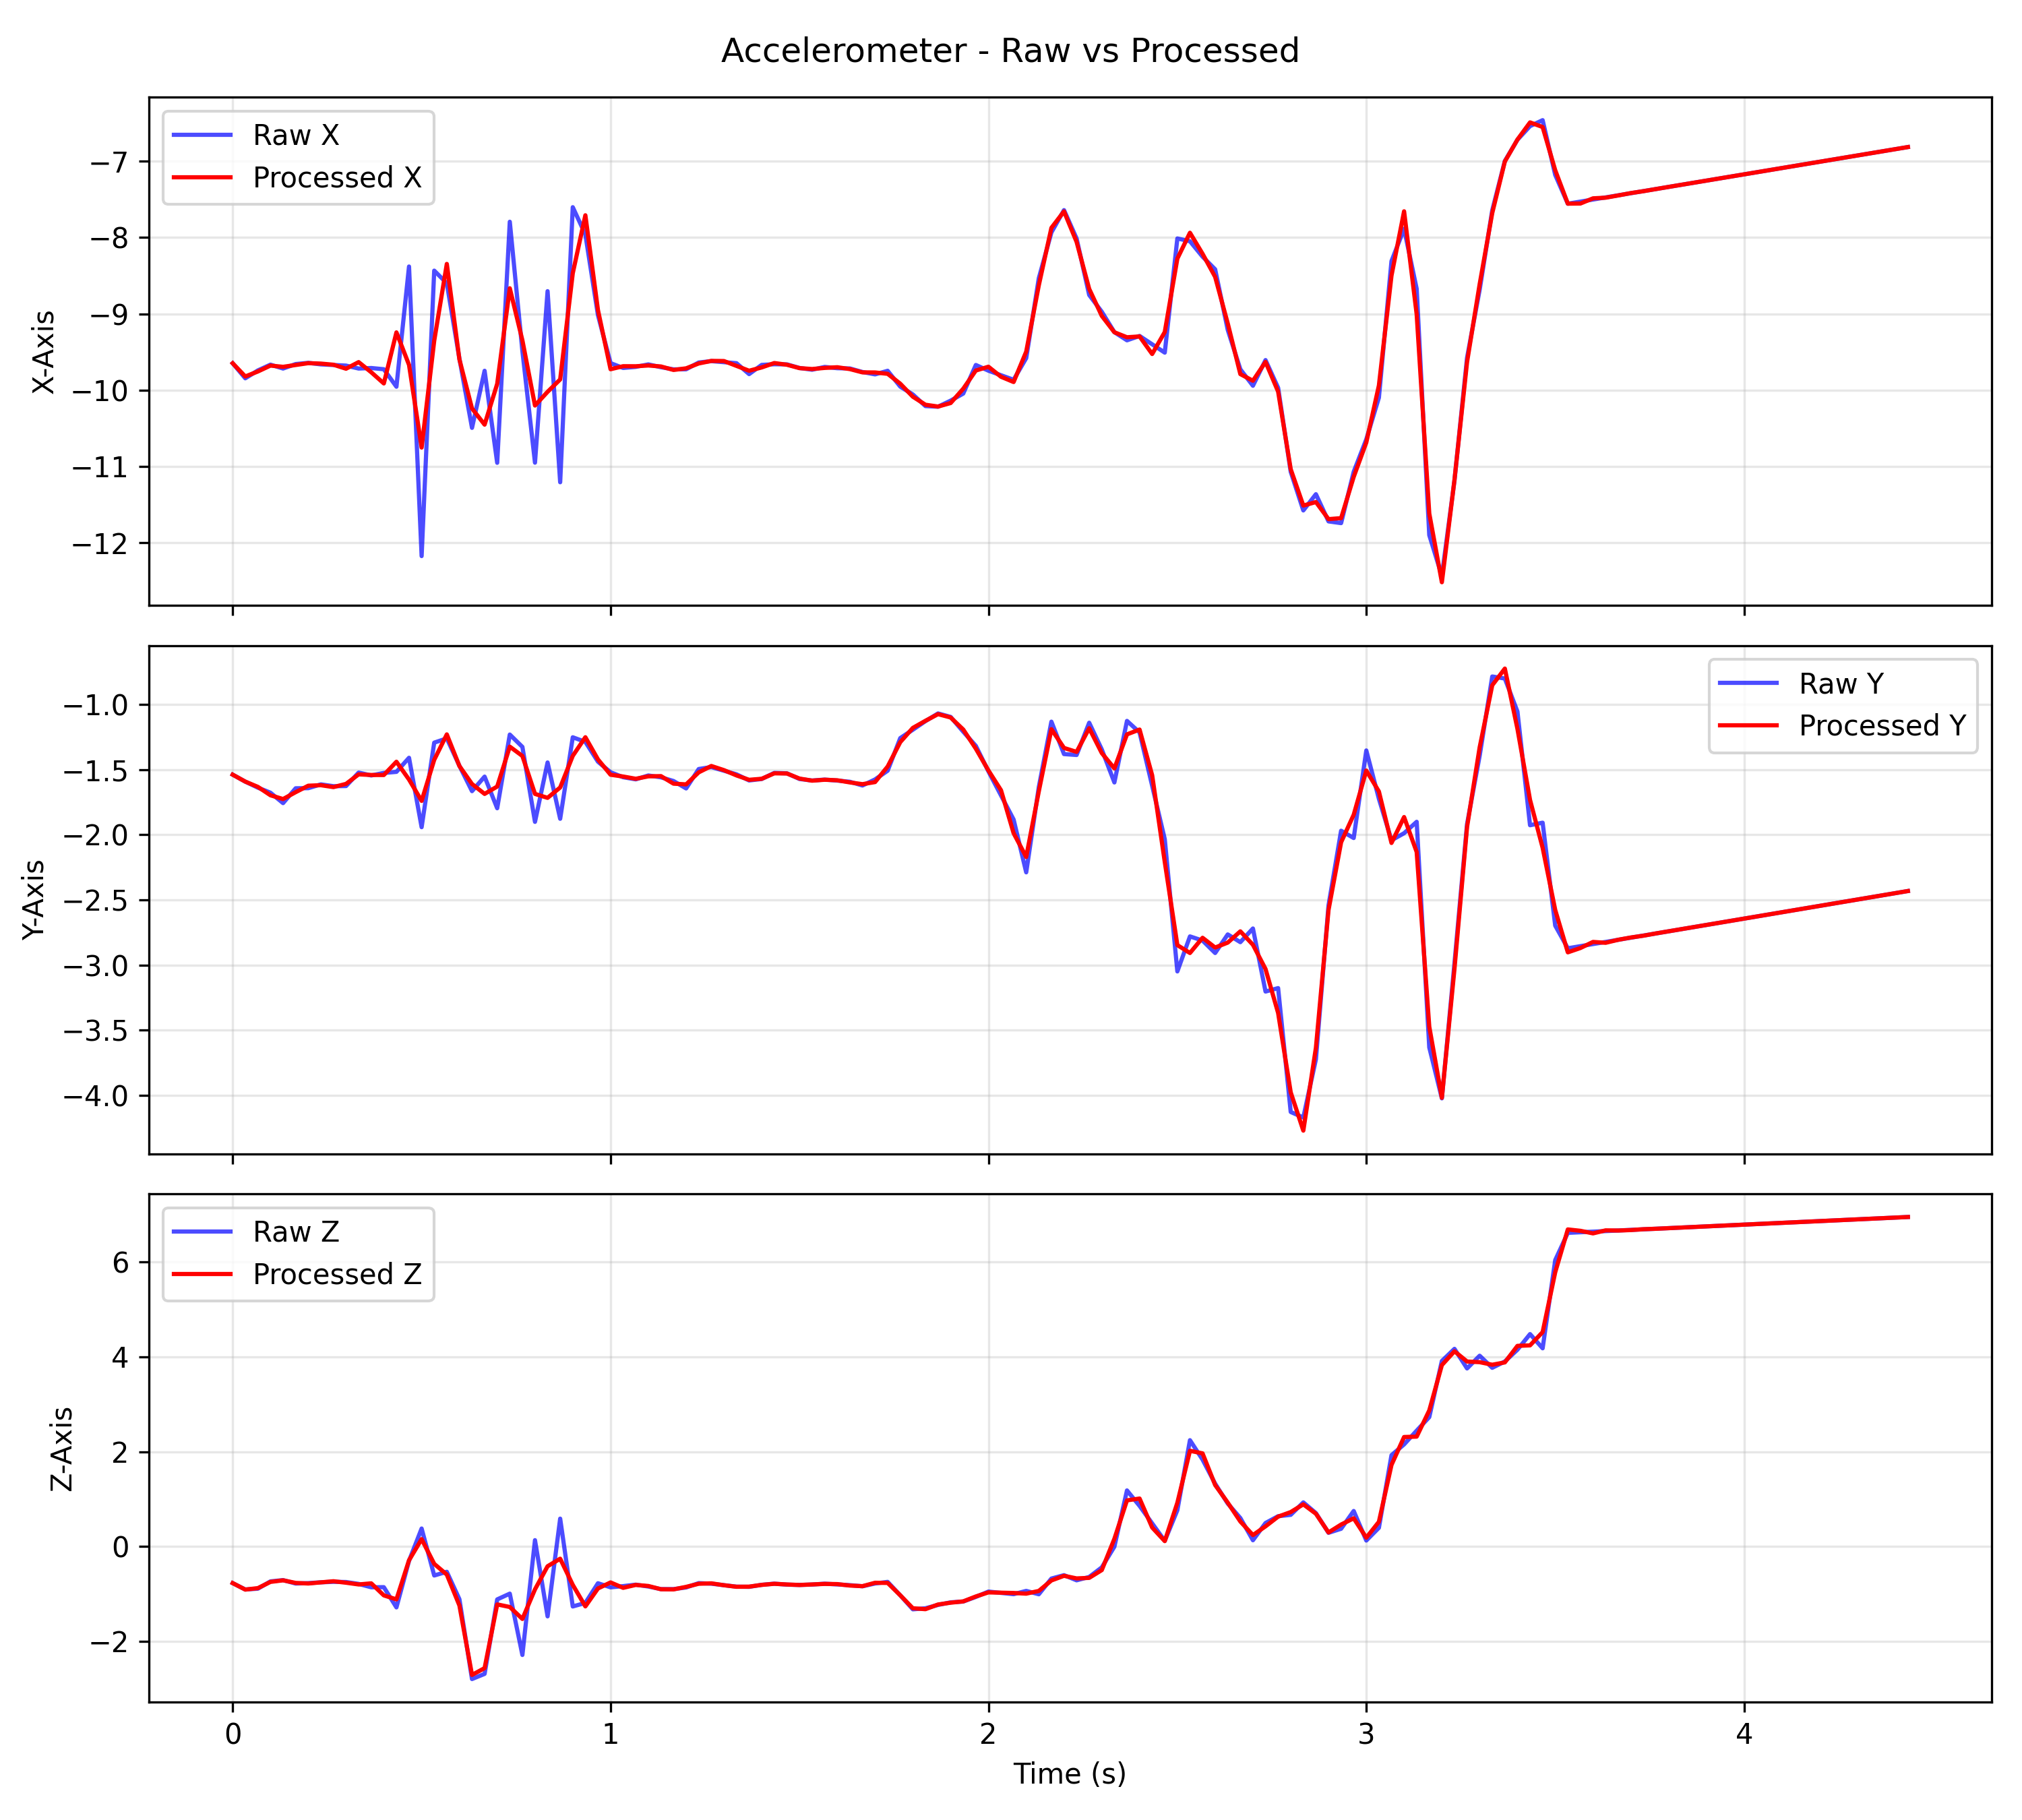 Accelerometer - Raw vs Processed
Raw X
Processed X
−7
−8
−9
−10
−11
−12
X-Axis
Raw Y
Processed Y
−1.0
−1.5
−2.0
−2.5
−3.0
−3.5
−4.0
Y-Axis
Raw Z
Processed Z
6
4
2
0
−2
Z-Axis
0 1 2 3 4
Time (s)